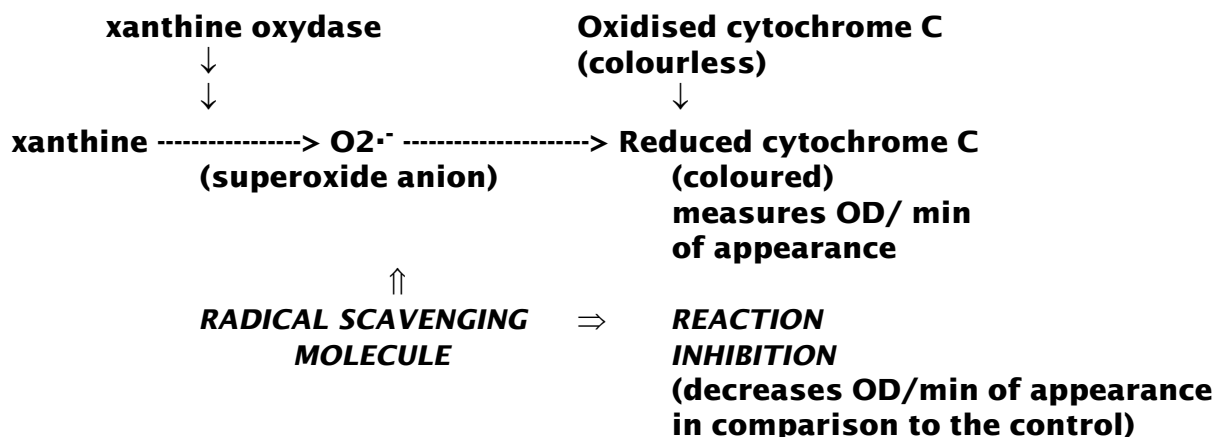 xanthine oxydase Oxidised cytochrome C
↓ (colourless)
↓ ↓
xanthine -----------------> O2·- ----------------------> Reduced cytochrome C
(superoxide anion) (coloured)
measures OD/ min
of appearance
⇑
RADICAL SCAVENGING ⇒ REACTION
MOLECULE INHIBITION
(decreases OD/min of appearance
in comparison to the control)